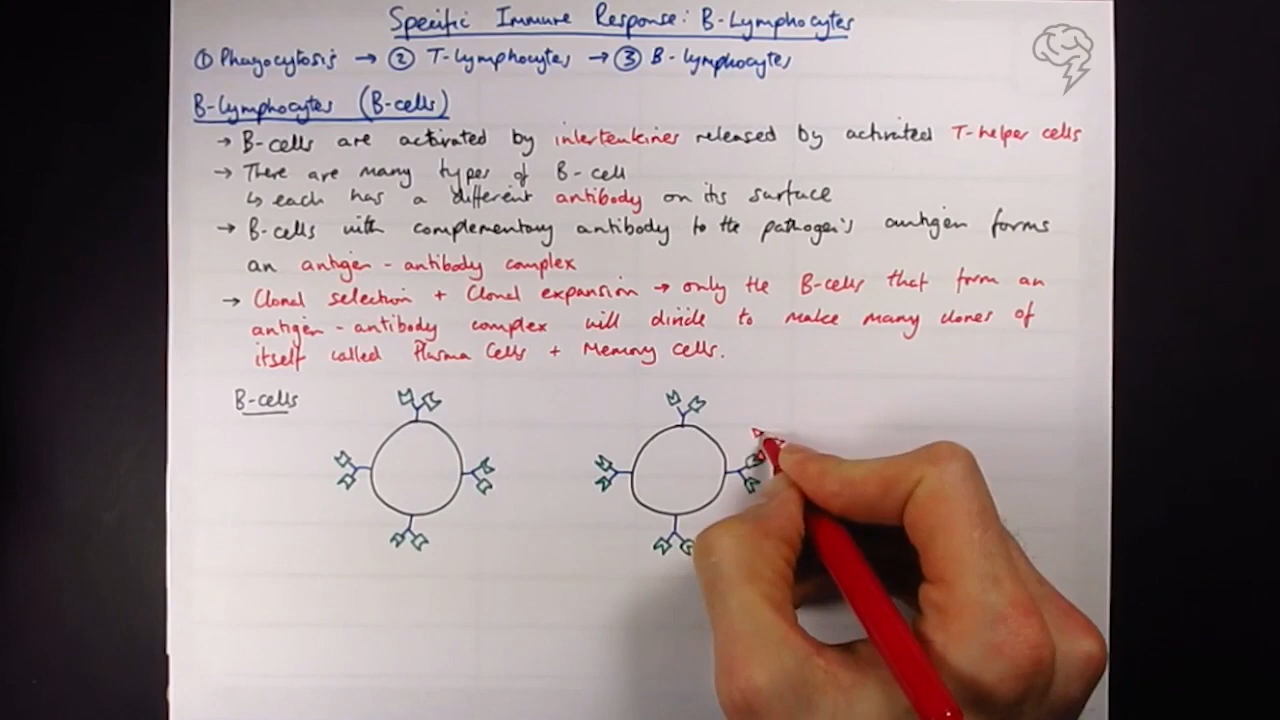 Specific Immune Response: B-Lymphocytes
① Phagocytosis → ② T-Lymphocytes → ③ B-Lymphocytes
B-Lymphocytes (B-cells)
→ B-cells are activated by interleukines released by activated T-helper cells
→ There are many types of B-cell
↳ each has a different antibody on its surface
→ B-cells with complementary antibody to the pathogen's antigen forms
an antigen-antibody complex
→ Clonal selection + Clonal expansion → only the B-cells that form an
antigen-antibody complex will divide to make many clones of
itself called Plasma Cells + Memory cells.
B-cells